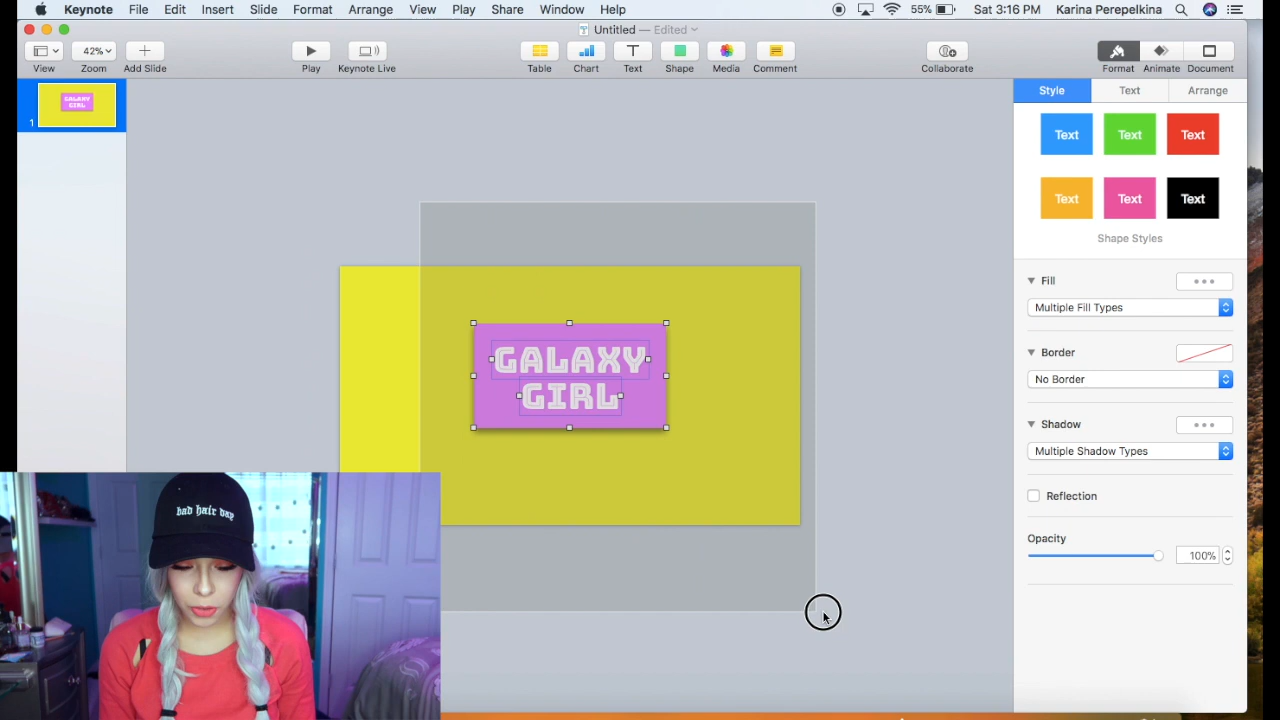 Keynote File Edit Insert Slide Format Arrange View Play Share Window Help 55% Sat 3:16 PM Karina Perepelkina
Untitled — Edited
42%
View Zoom Add Slide Play Keynote Live Table Chart Text Shape Media Comment Collaborate Format Animate Document
Style Text Arrange
GALAXY
GIRL
1
Text Text Text
Text Text Text
Shape Styles
Fill
Multiple Fill Types
Border
No Border
Shadow
Multiple Shadow Types
Reflection
Opacity
100%
GALAXY
GIRL
bad hair day